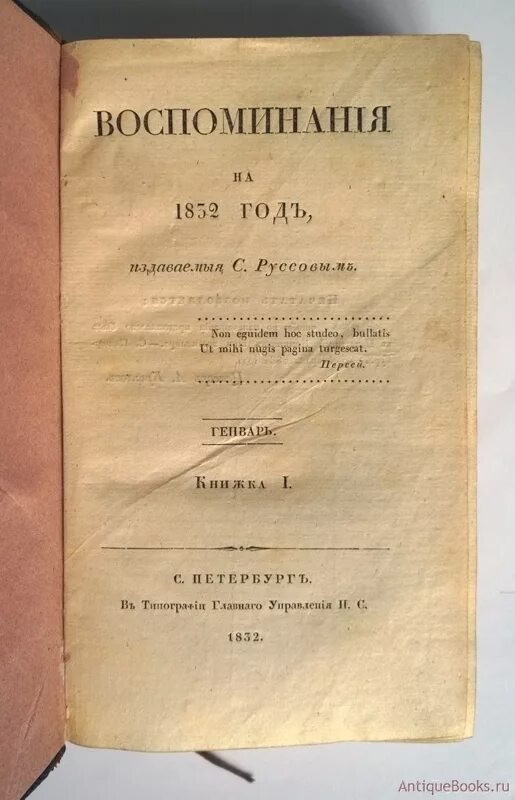 ВОСПОМИНАНІЯ
НА
1832 ГОДЪ,
издаваемыя С. Руссовымъ.
Non equidem hoc studeo, bullatis
Ut mihi nugis pagina turgescat.
Персей.
ГЕНВАРЬ.
Книжка I.
С. ПЕТЕРБУРГЪ.
Въ Типографіи Главнаго Управленія П. С.
1832.
AntiqueBooks.ru